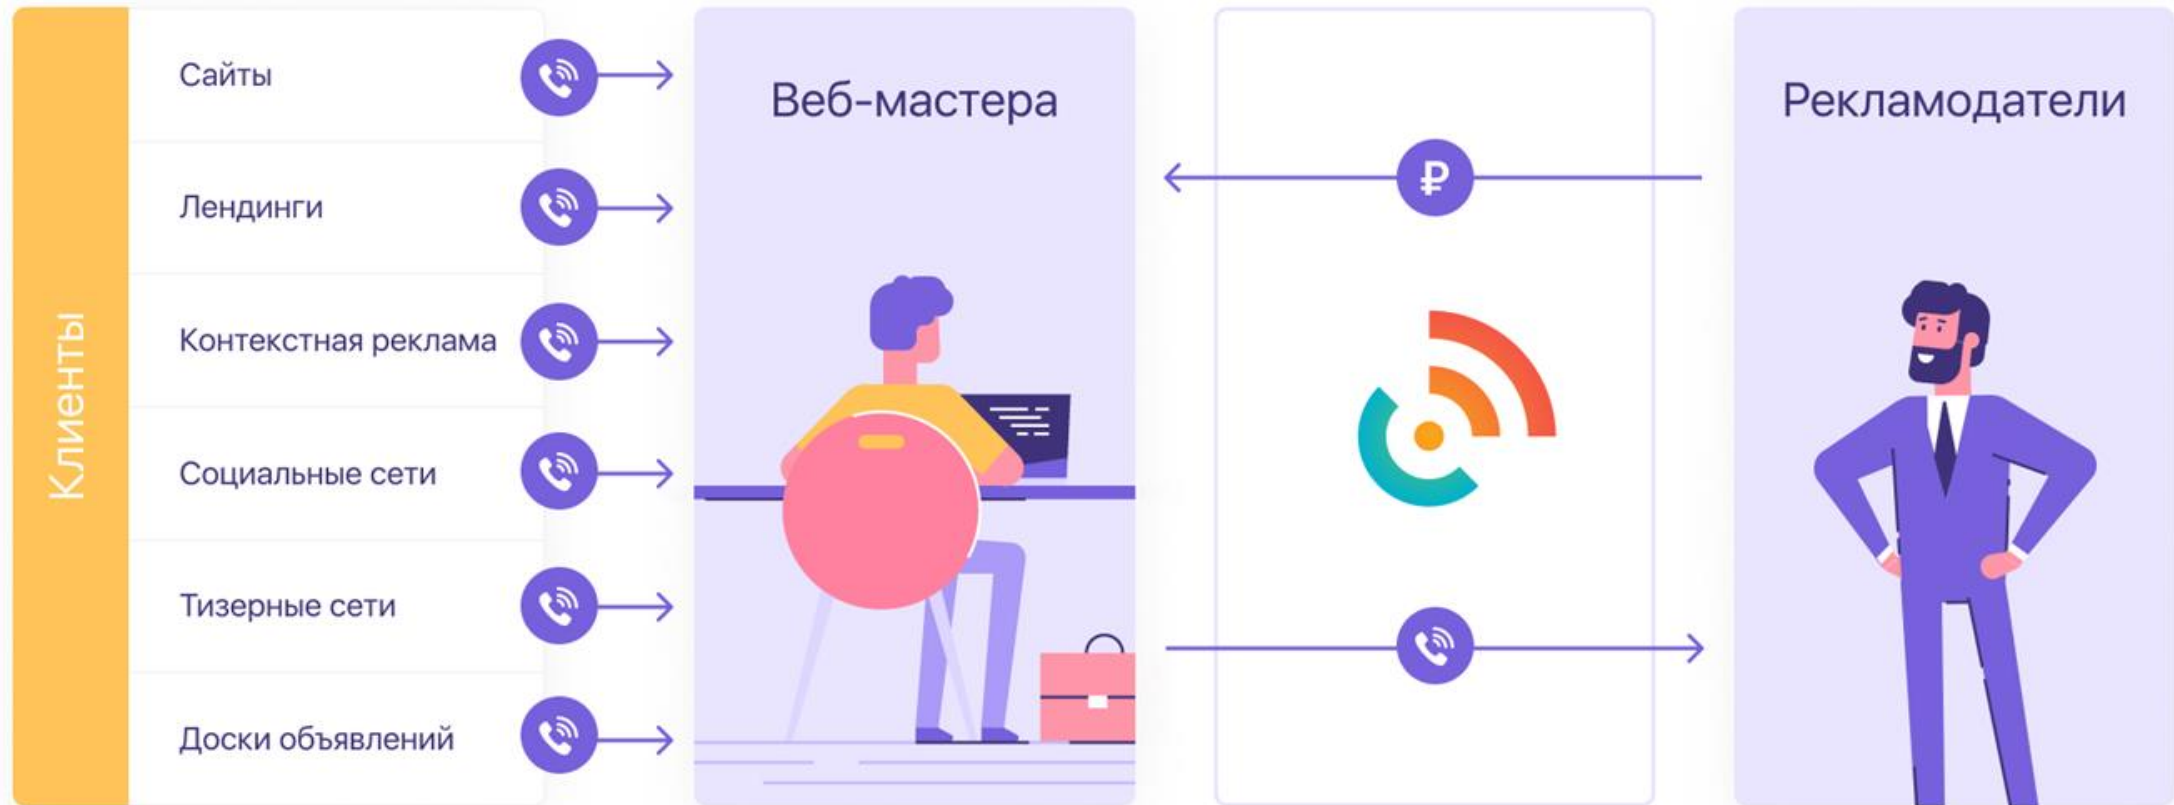 Клиенты
Сайты
Лендинги
Контекстная реклама
Социальные сети
Тизерные сети
Доски объявлений
Веб-мастера
₽
Рекламодатели